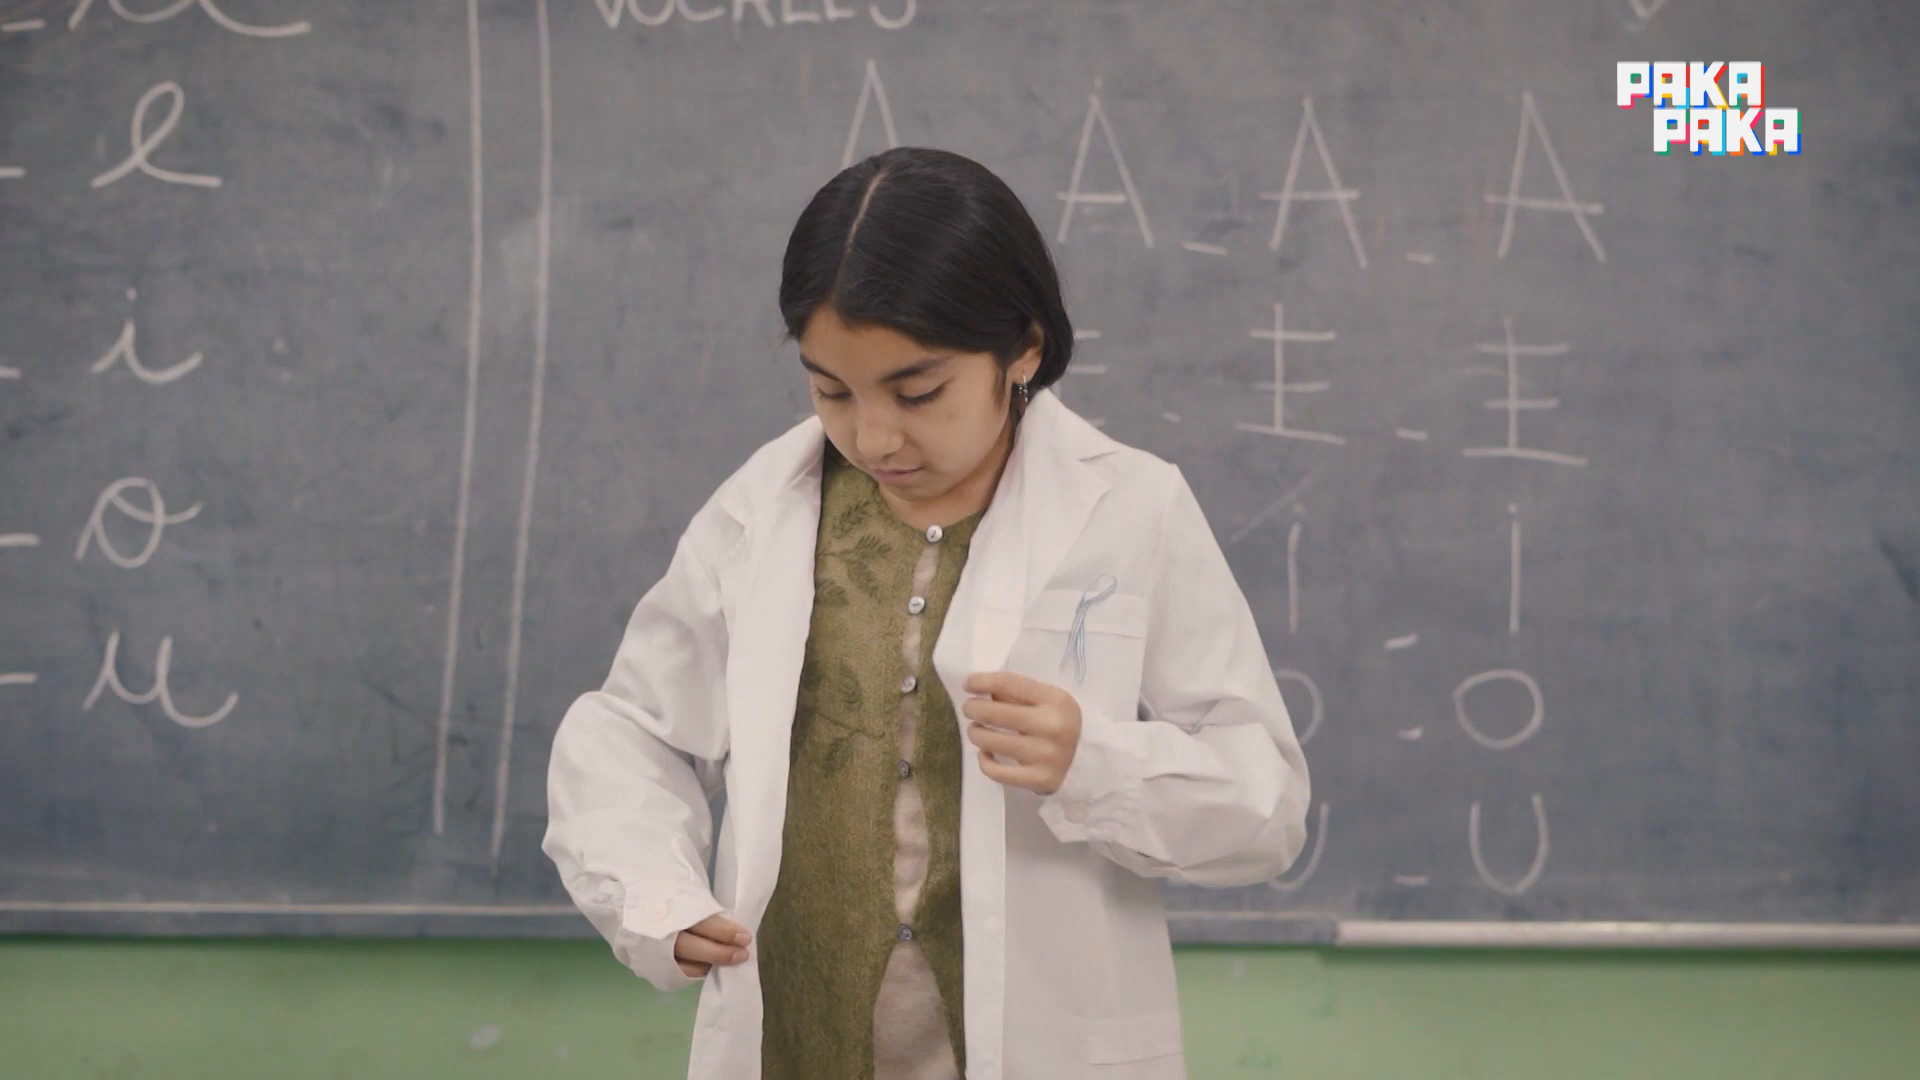 VOCALES
e
i
o
u
A A - A - A
E - E - E
i - i
O - O
U - U
PAKA
PAKA